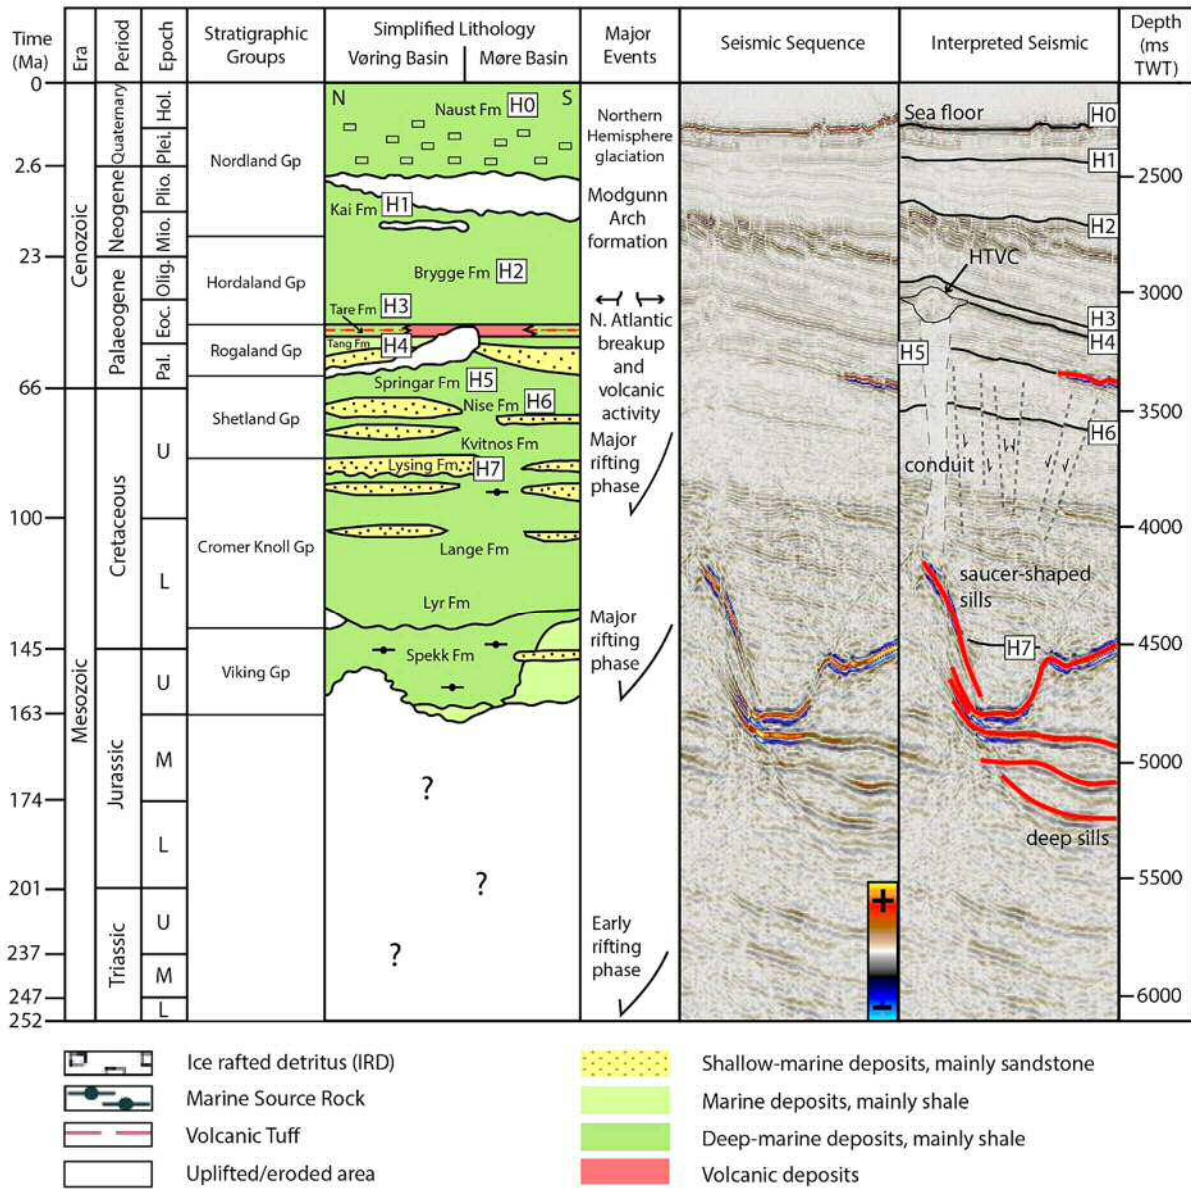 Time
(Ma)
Era
Period
Epoch
Stratigraphic
Groups
Simplified Lithology
Vøring Basin
Møre Basin
Major
Events
Seismic Sequence
Interpreted Seismic
Depth
(ms
TWT)
0
2.6
23
66
100
145
163
174
201
237
247
252
Cenozoic
Mesozoic
Quaternary
Neogene
Palaeogene
Cretaceous
Jurassic
Triassic
Hol.
Plei.
Plio.
Mio.
Olig.
Eoc.
Pal.
U
L
U
M
L
U
M
L
Nordland Gp
Hordaland Gp
Rogaland Gp
Shetland Gp
Cromer Knoll Gp
Viking Gp
N
S
Naust Fm H0
Kai Fm H1
Brygge Fm H2
Tare Fm H3
Tang Fm H4
Springar Fm H5
Nise Fm H6
Kvitnos Fm
Lysing Fm H7
Lange Fm
Lyr Fm
Spekk Fm
?
?
?
Northern
Hemisphere
glaciation
Modgunn
Arch
formation
N. Atlantic
breakup
and
volcanic
activity
Major
rifting
phase
Major
rifting
phase
Early
rifting
phase
+
−
Sea floor
H0
H1
H2
HTVC
H3
H4
H5
H6
conduit
saucer-shaped
sills
H7
deep sills
2500
3000
3500
4000
4500
5000
5500
6000
Ice rafted detritus (IRD)
Marine Source Rock
Volcanic Tuff
Uplifted/eroded area
Shallow-marine deposits, mainly sandstone
Marine deposits, mainly shale
Deep-marine deposits, mainly shale
Volcanic deposits